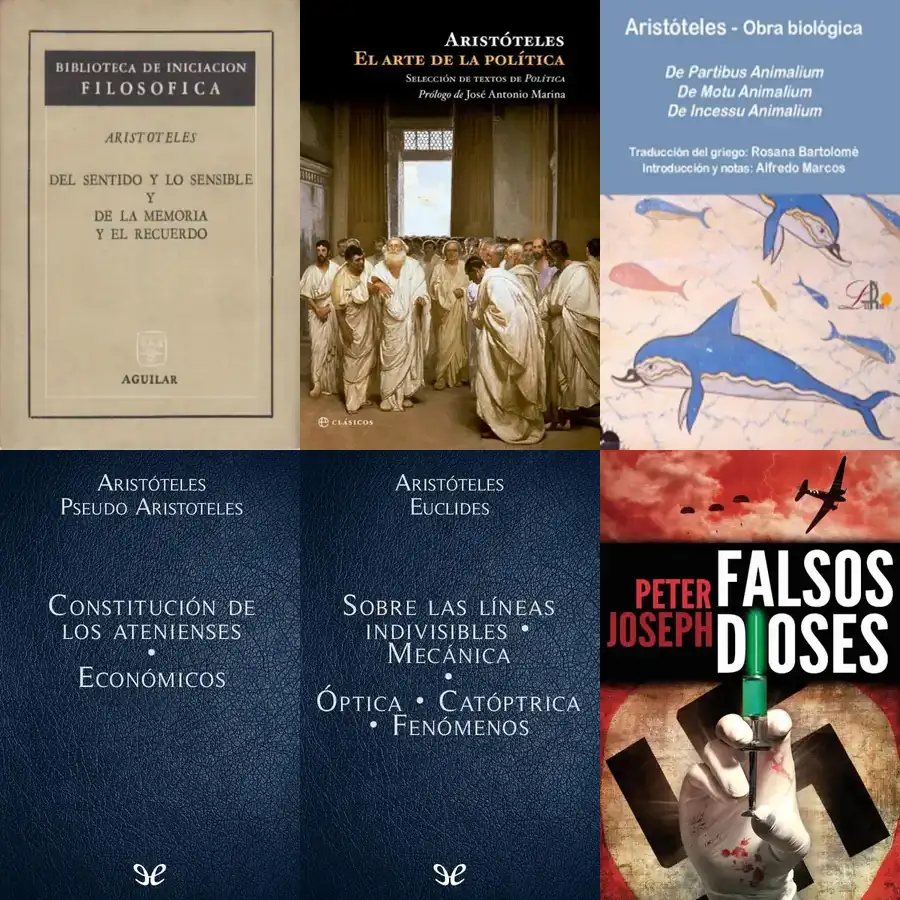 BIBLIOTECA DE INICIACION
FILOSOFICA
ARISTOTELES
DEL SENTIDO Y LO SENSIBLE
Y
DE LA MEMORIA
Y EL RECUERDO
AGUILAR
ARISTÓTELES
EL ARTE DE LA POLÍTICA
SELECCIÓN DE TEXTOS DE POLÍTICA
Prólogo de José Antonio Marina
CLÁSICOS
Aristóteles - Obra biológica
De Partibus Animalium
De Motu Animalium
De Incessu Animalium
Traducción del griego: Rosana Bartolomé
Introducción y notas: Alfredo Marcos
ARISTÓTELES
PSEUDO ARISTOTELES
CONSTITUCIÓN DE
LOS ATENIENSES
•
ECONÓMICOS
ARISTÓTELES
EUCLIDES
SOBRE LAS LÍNEAS
INDIVISIBLES •
MECÁNICA
•
ÓPTICA • CATÓPTRICA
• FENÓMENOS
PETER
JOSEPH
FALSOS
DIOSES